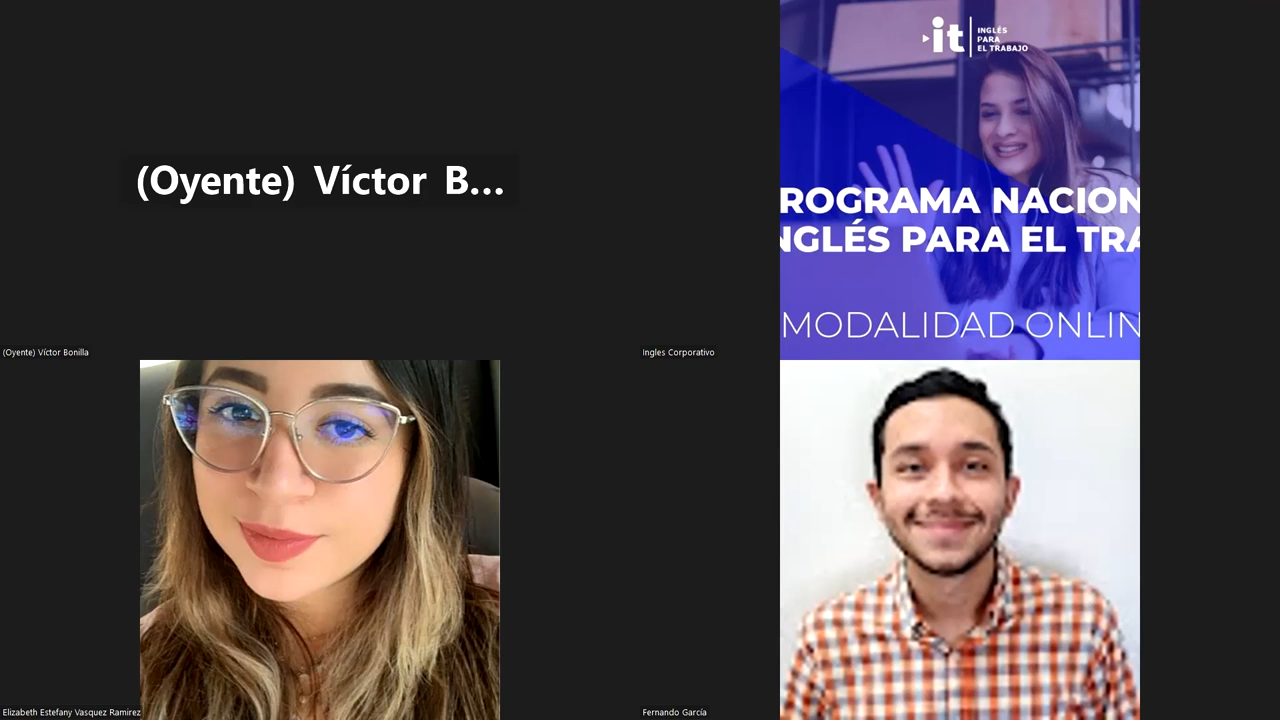 (Oyente) Víctor B...
(Oyente) Víctor Bonilla
it
INGLÉS
PARA
EL TRABAJO
ROGRAMA NACION
NGLÉS PARA EL TRA
MODALIDAD ONLIN
Ingles Corporativo
Elizabeth Estefany Vasquez Ramirez
Fernando García